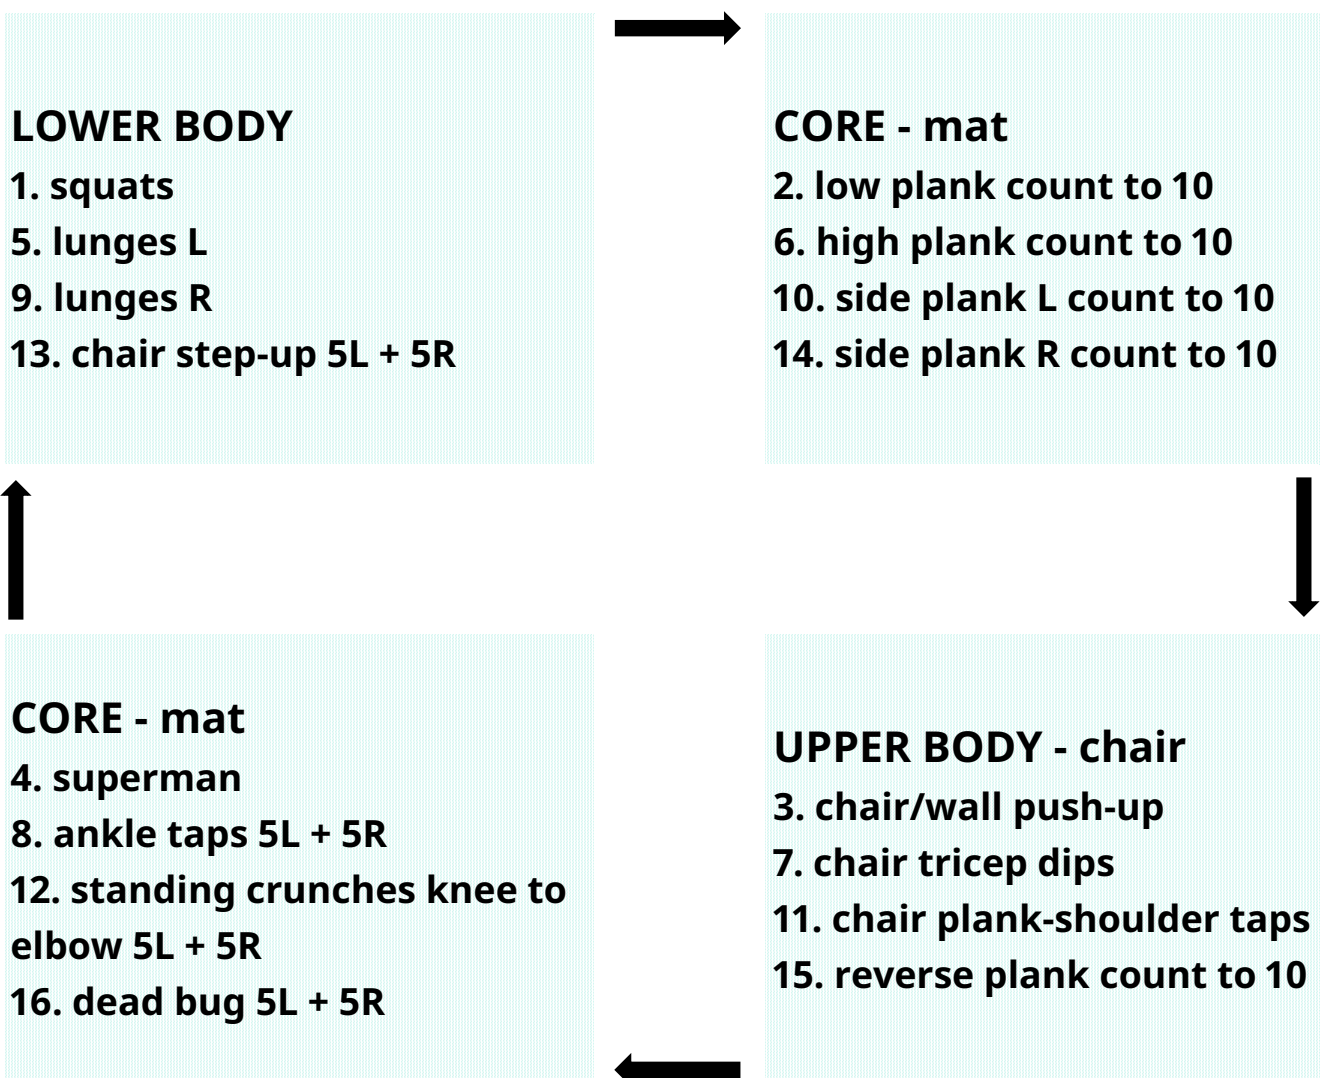 LOWER BODY
1. squats
5. lunges L
9. lunges R
13. chair step-up 5L + 5R
CORE - mat
2. low plank count to 10
6. high plank count to 10
10. side plank L count to 10
14. side plank R count to 10
CORE - mat
4. superman
8. ankle taps 5L + 5R
12. standing crunches knee to
elbow 5L + 5R
16. dead bug 5L + 5R
UPPER BODY - chair
3. chair/wall push-up
7. chair tricep dips
11. chair plank-shoulder taps
15. reverse plank count to 10